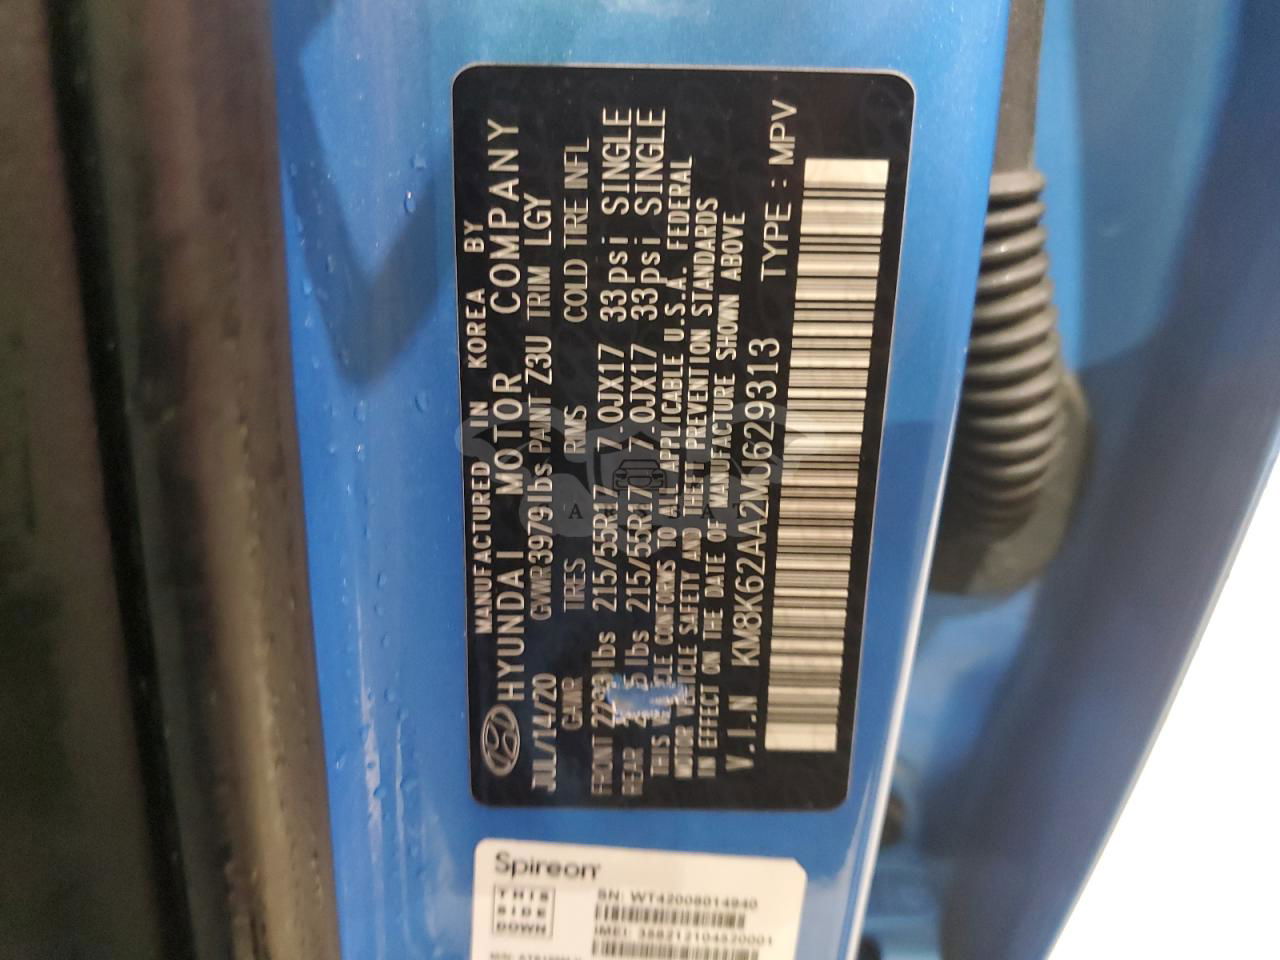 MANUFACTURED IN KOREA BY
HYUNDAI MOTOR COMPANY
JUL/14/20 GVWR 3979lbs PAINT Z3U TRIM LGY
GAWR TIRES RMS COLD TIRE INFL
FRONT lbs 215/55R17 7.0JX17 33psi SINGLE
REAR lbs 215/55R17 7.0JX17 33psi SINGLE
THIS CONFORMS TO ALL APPLICABLE U.S.A. FEDERAL
MOTOR VEHICLE SAFETY AND THEFT PREVENTION STANDARDS
IN EFFECT ON THE DATE OF MANUFACTURE SHOWN ABOVE
V.I.N KM8K62AA2MU629313 TYPE : MPV
Spireon
THIS
SIDE
DOWN
SN: WT42008014940
IMEI: 358212104520001